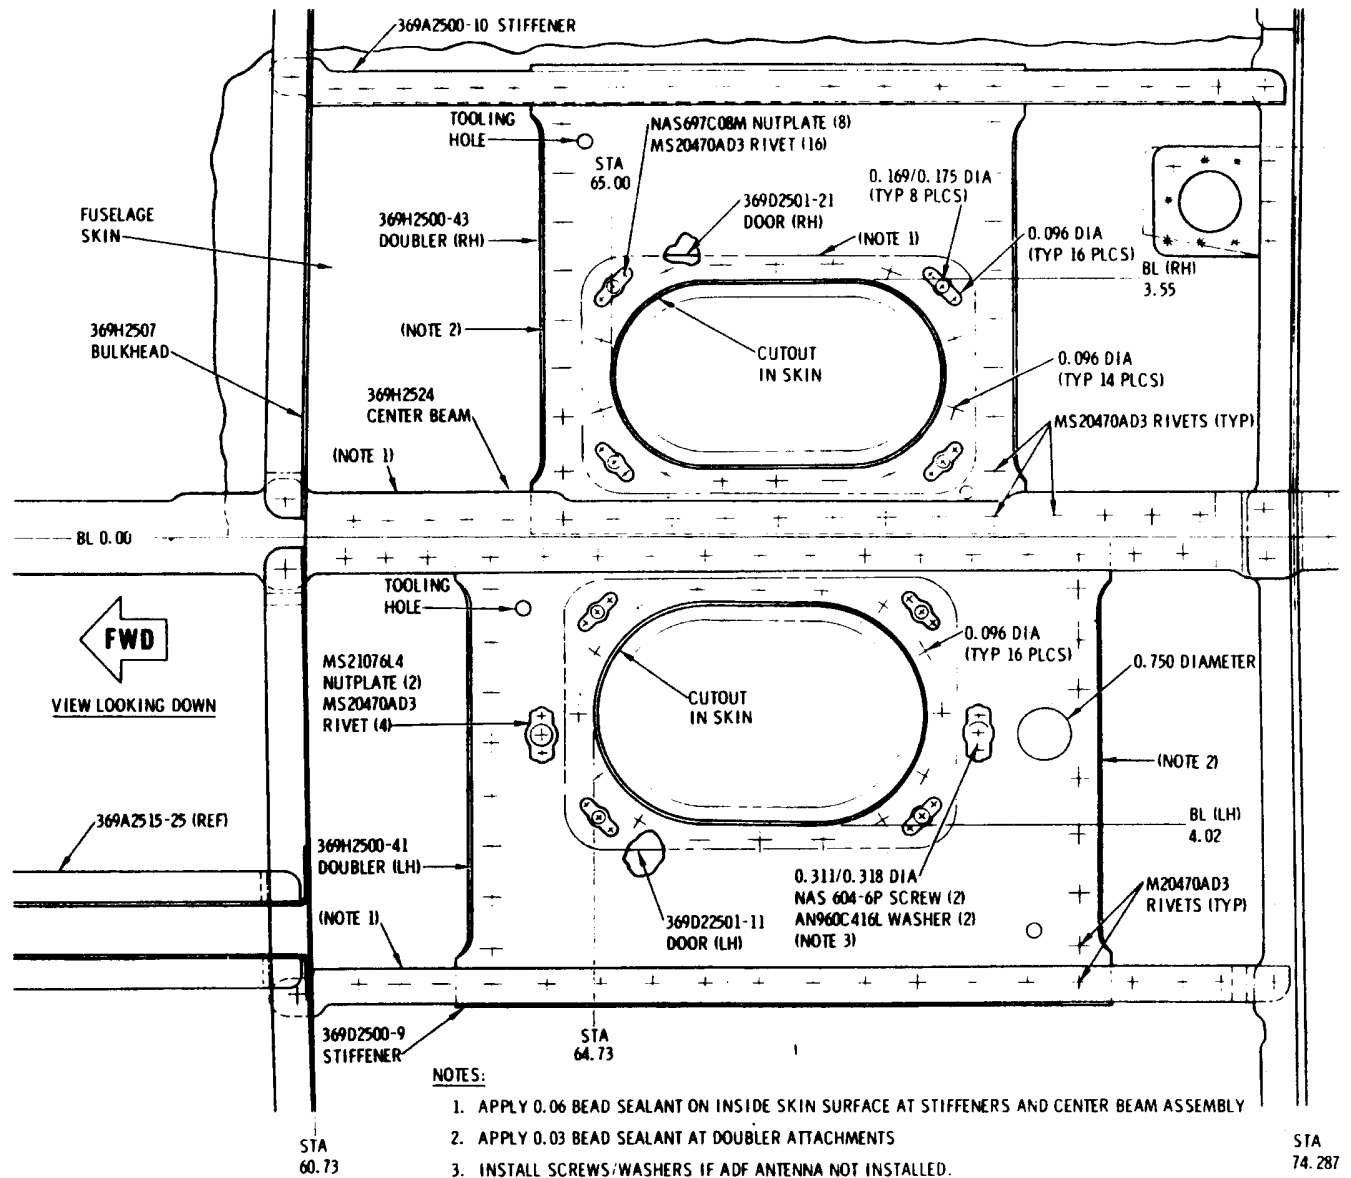 369A2500-10 STIFFENER
TOOLING
HOLE
NAS697C08M NUTPLATE (8)
MS20470AD3 RIVET (16)
STA
65.00
0.169/0.175 DIA
(TYP 8 PLCS)
369D2501-21
DOOR (RH)
FUSELAGE
SKIN
369H2500-43
DOUBLER (RH)
(NOTE 1)
0.096 DIA
(TYP 16 PLCS)
BL (RH)
3.55
369H2507
BULKHEAD
(NOTE 2)
CUTOUT
IN SKIN
0.096 DIA
(TYP 14 PLCS)
369H2524
CENTER BEAM
MS20470AD3 RIVETS (TYP)
(NOTE 1)
BL 0.00
TOOLING
HOLE
FWD
VIEW LOOKING DOWN
0.096 DIA
(TYP 16 PLCS)
MS21076L4
NUTPLATE (2)
MS20470AD3
RIVET (4)
0.750 DIAMETER
CUTOUT
IN SKIN
(NOTE 2)
369A2515-25 (REF)
BL (LH)
4.02
369H2500-41
DOUBLER (LH)
0.311/0.318 DIA
NAS 604-6P SCREW (2)
AN960C416L WASHER (2)
(NOTE 3)
M20470AD3
RIVETS (TYP)
(NOTE 1)
369D22501-11
DOOR (LH)
369D2500-9
STIFFENER
STA
64.73
NOTES:
1. APPLY 0.06 BEAD SEALANT ON INSIDE SKIN SURFACE AT STIFFENERS AND CENTER BEAM ASSEMBLY
2. APPLY 0.03 BEAD SEALANT AT DOUBLER ATTACHMENTS
3. INSTALL SCREWS/WASHERS IF ADF ANTENNA NOT INSTALLED.
STA
60.73
STA
74.287